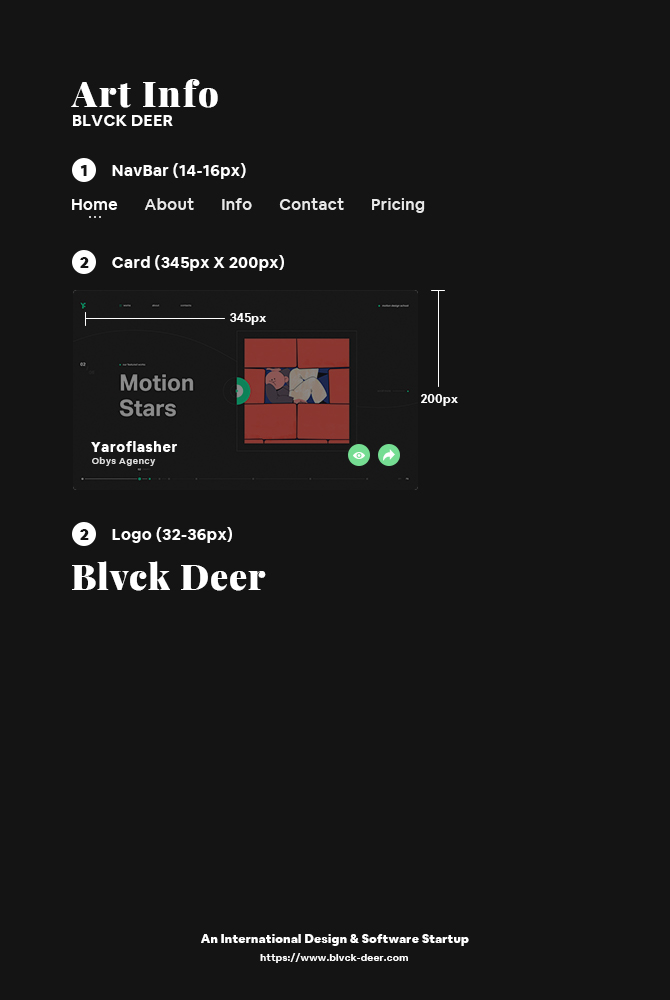 Art Info
BLVCK DEER
1 NavBar (14-16px)
Home About Info Contact Pricing
2 Card (345px X 200px)
345px
Motion
Stars
200px
Yaroflasher
Obys Agency
2 Logo (32-36px)
Blvck Deer
An International Design & Software Startup
https://www.blvck-deer.com